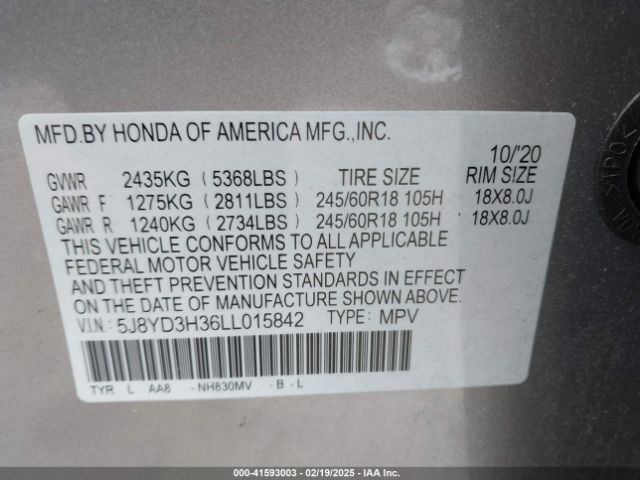 MFD.BY HONDA OF AMERICA MFG.,INC.
10/'20
GVWR 2435KG (5368LBS) TIRE SIZE RIM SIZE
GAWR F 1275KG (2811LBS) 245/60R18 105H 18X8.0J
GAWR R 1240KG (2734LBS) 245/60R18 105H 18X8.0J
THIS VEHICLE CONFORMS TO ALL APPLICABLE
FEDERAL MOTOR VEHICLE SAFETY
AND THEFT PREVENTION STANDARDS IN EFFECT
ON THE DATE OF MANUFACTURE SHOWN ABOVE.
V.I.N.: 5J8YD3H36LL015842 TYPE: MPV
TYR L AA8 -NH830MV -B-L
000-41593003 - 02/19/2025 - IAA Inc.